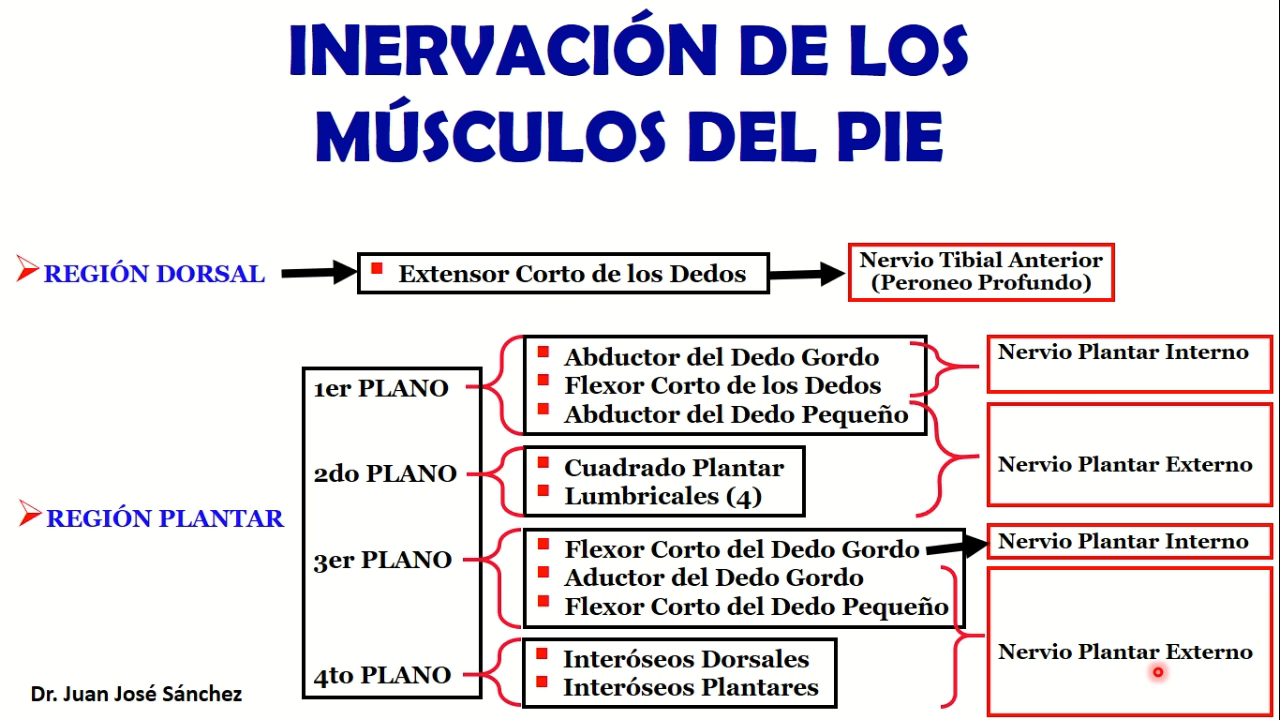 INERVACIÓN DE LOS
MÚSCULOS DEL PIE
REGIÓN DORSAL
Extensor Corto de los Dedos
Nervio Tibial Anterior
(Peroneo Profundo)
REGIÓN PLANTAR
1er PLANO
Abductor del Dedo Gordo
Flexor Corto de los Dedos
Abductor del Dedo Pequeño
Nervio Plantar Interno
2do PLANO
Cuadrado Plantar
Lumbricales (4)
Nervio Plantar Externo
3er PLANO
Flexor Corto del Dedo Gordo
Aductor del Dedo Gordo
Flexor Corto del Dedo Pequeño
Nervio Plantar Interno
4to PLANO
Interóseos Dorsales
Interóseos Plantares
Nervio Plantar Externo
Dr. Juan José Sánchez